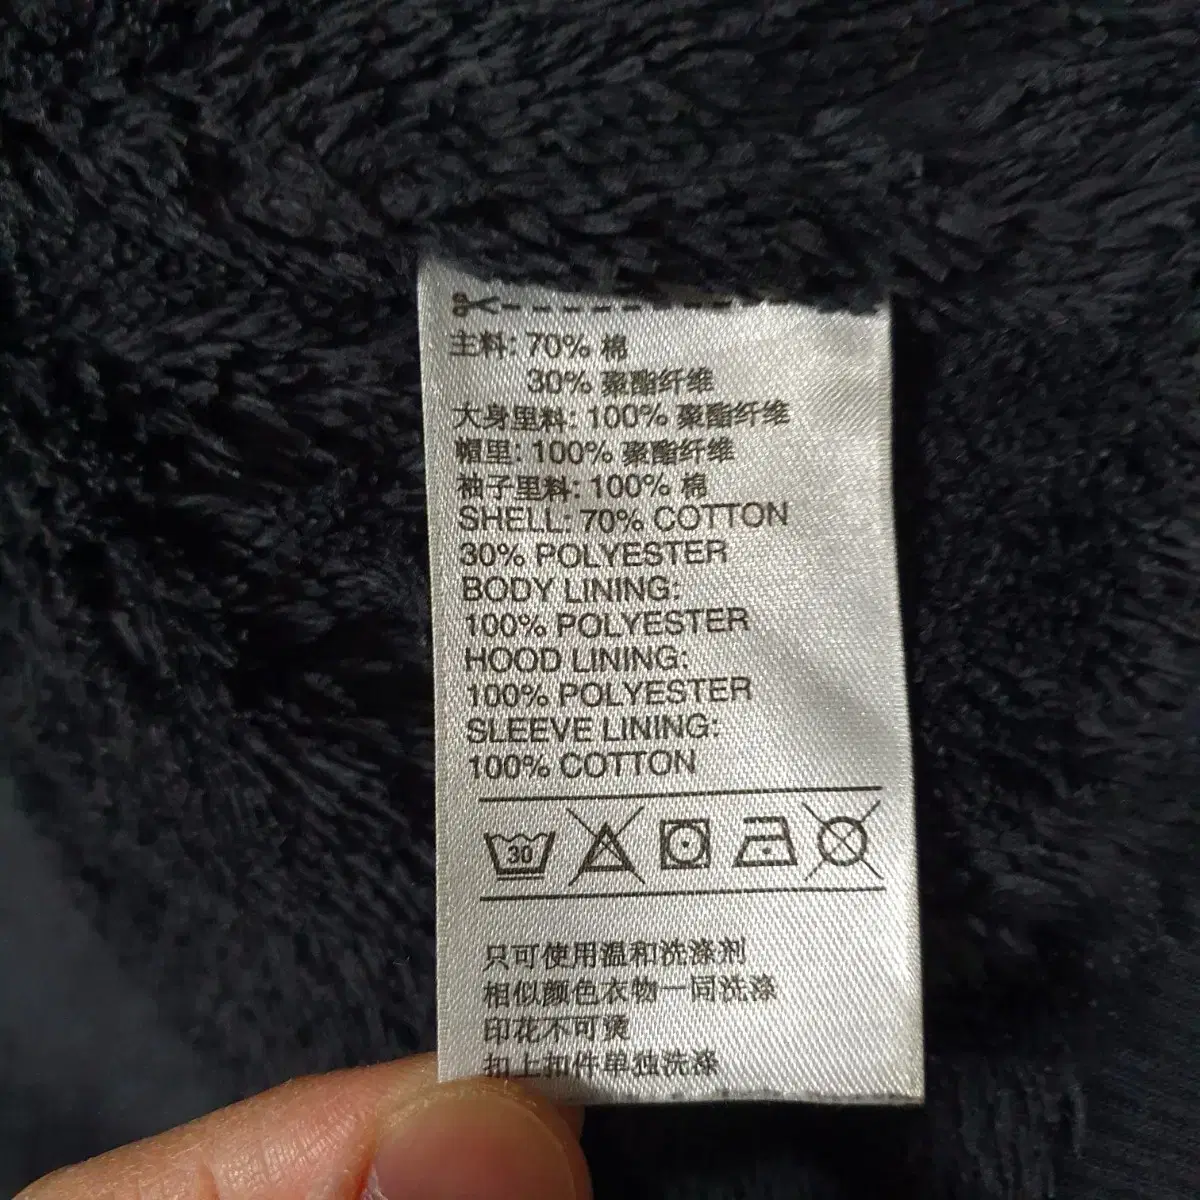 主料: 70% 棉
30% 聚酯纤维
大身里料: 100% 聚酯纤维
帽里: 100% 聚酯纤维
袖子里料: 100% 棉
SHELL: 70% COTTON
30% POLYESTER
BODY LINING:
100% POLYESTER
HOOD LINING:
100% POLYESTER
SLEEVE LINING:
100% COTTON
30
只可使用温和洗涤剂
相似颜色衣物一同洗涤
印花不可烫
扣上扣件单独洗涤